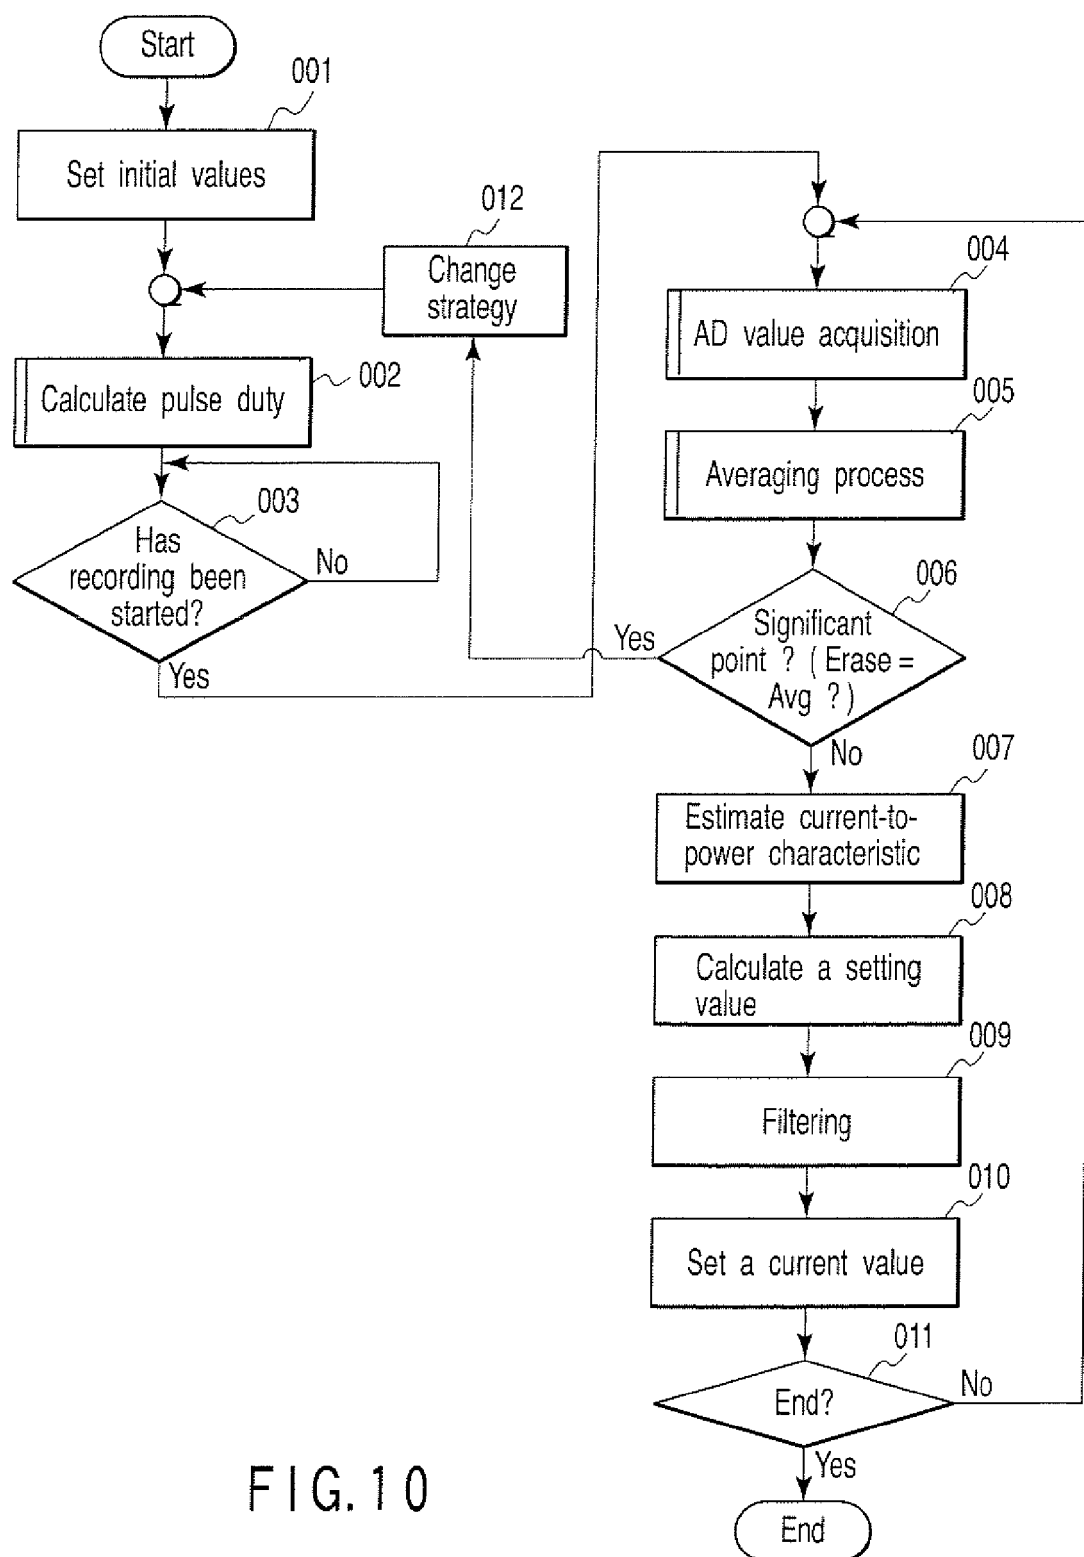 Start
001
Set initial values
012
Change
strategy
002
Calculate pulse duty
003
Has
recording been
started?
No
Yes
004
AD value acquisition
005
Averaging process
006
Significant
point ? ( Erase =
Avg ? )
Yes
No
007
Estimate current-to-
power characteristic
008
Calculate a setting
value
009
Filtering
010
Set a current value
011
End?
No
Yes
End
FIG. 10